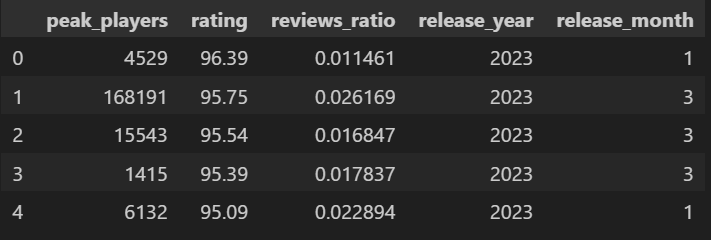 peak_players rating reviews_ratio release_year release_month
0 4529 96.39 0.011461 2023 1
1 168191 95.75 0.026169 2023 3
2 15543 95.54 0.016847 2023 3
3 1415 95.39 0.017837 2023 3
4 6132 95.09 0.022894 2023 1